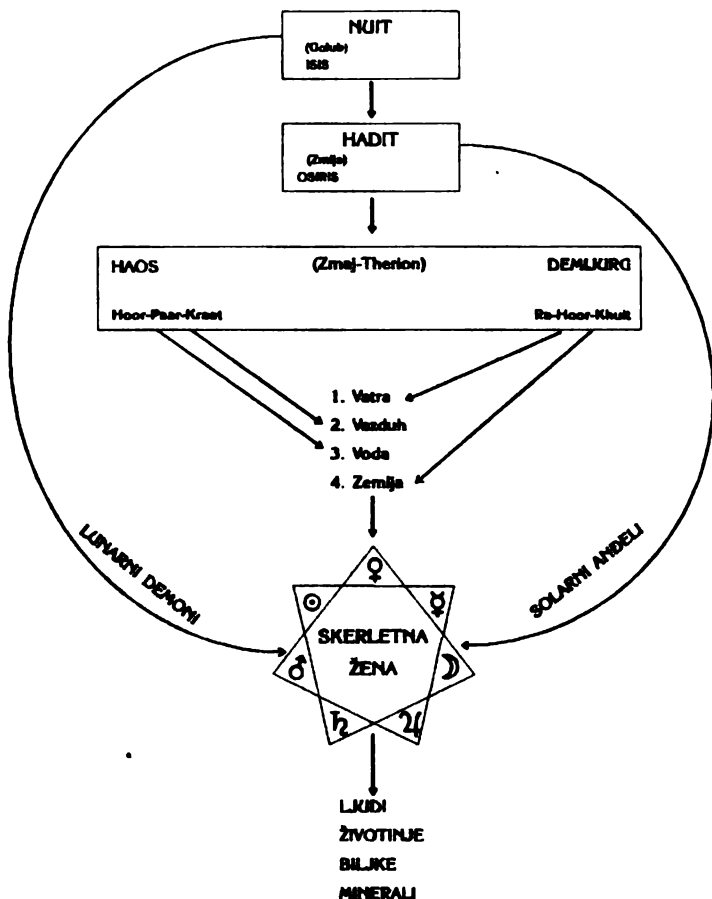 NUIT
(Golub)
ISIS
HADIT
(Zmija)
OSIRIS
HAOS (Zmaj-Therion) DEMIJURG
Hoor-Paar-Kraat Ra-Hoor-Khuit
1. Vatra
2. Vazduh
3. Voda
4. Zemlja
LUNARNI DEMONI
SOLARNI ANĐELI
♀
☉ ☿
SKERLETNA
ŽENA
♂ ☽
♄ ♃
LJUDI
ŽIVOTINJE
BILJKE
MINERALI